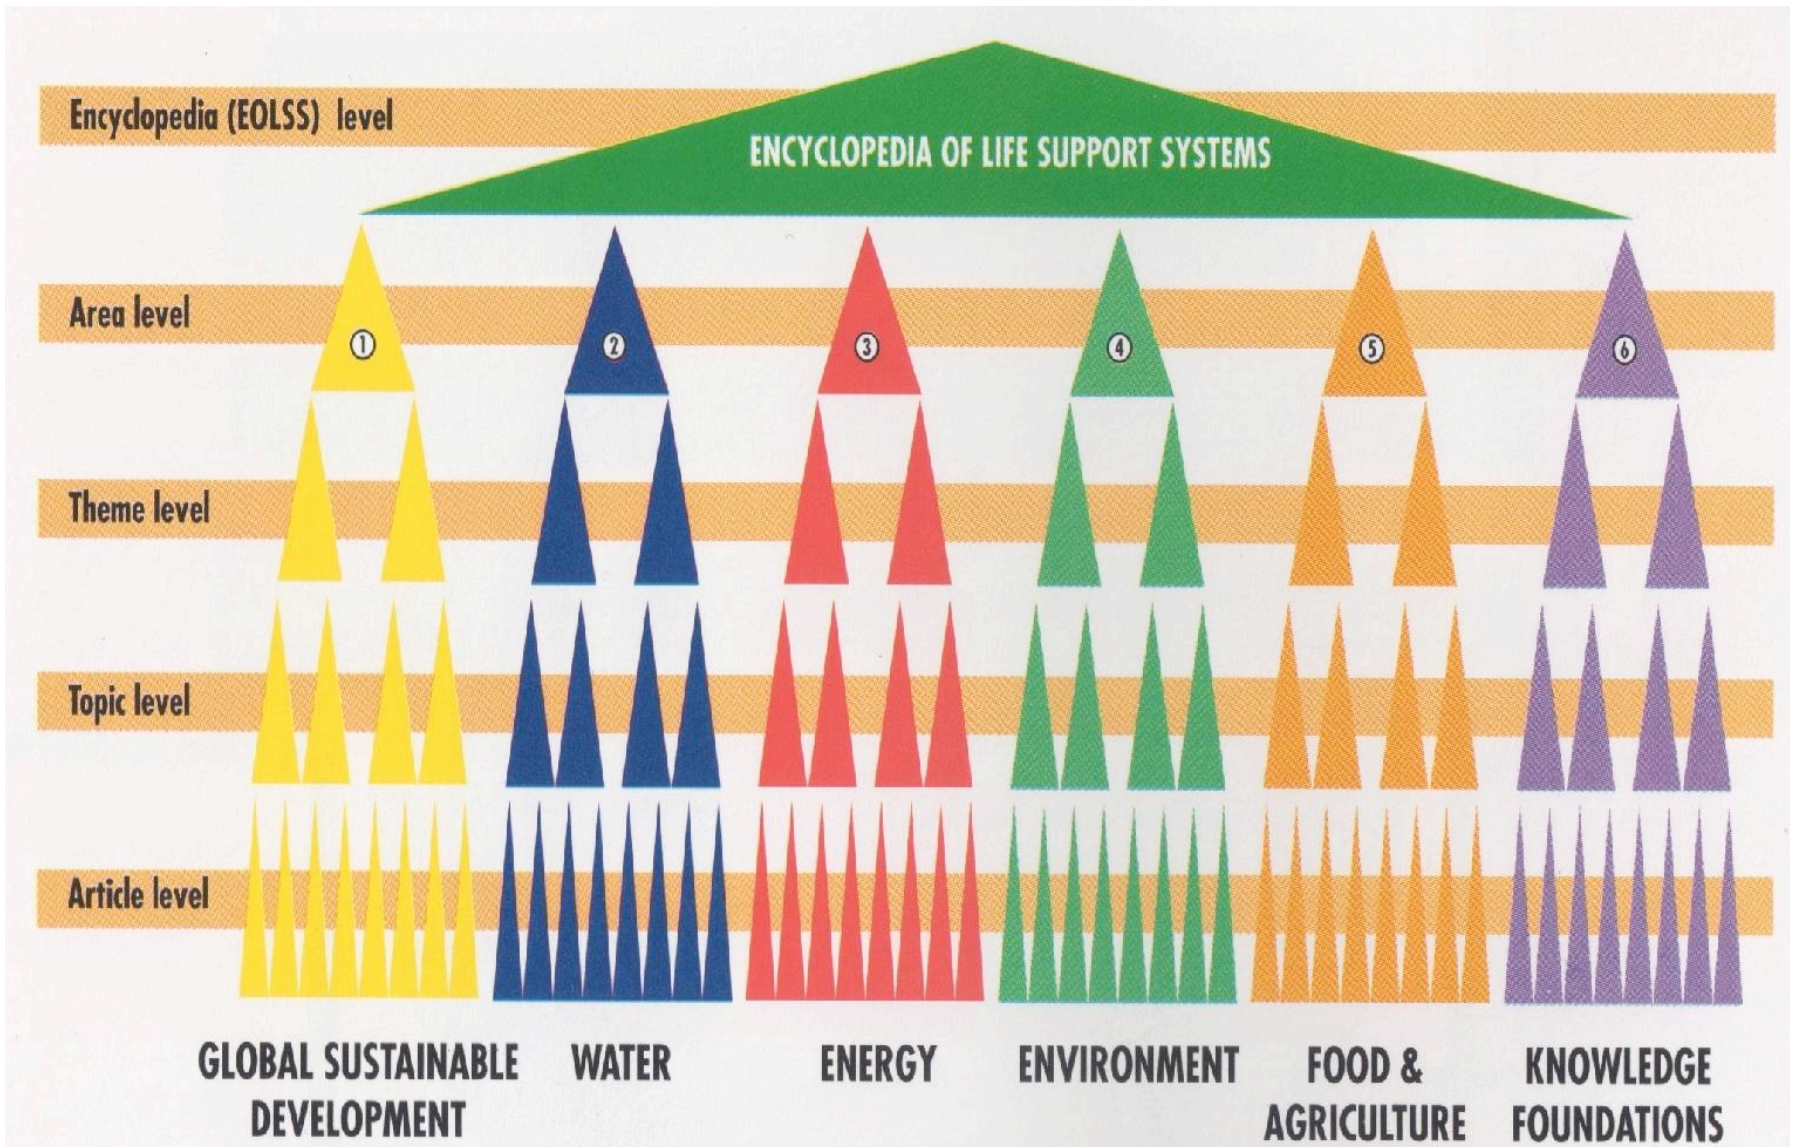 Encyclopedia (EOLSS) level
ENCYCLOPEDIA OF LIFE SUPPORT SYSTEMS
Area level
1 2 3 4 5 6
Theme level
Topic level
Article level
GLOBAL SUSTAINABLE
DEVELOPMENT
WATER
ENERGY
ENVIRONMENT
FOOD &
AGRICULTURE
KNOWLEDGE
FOUNDATIONS